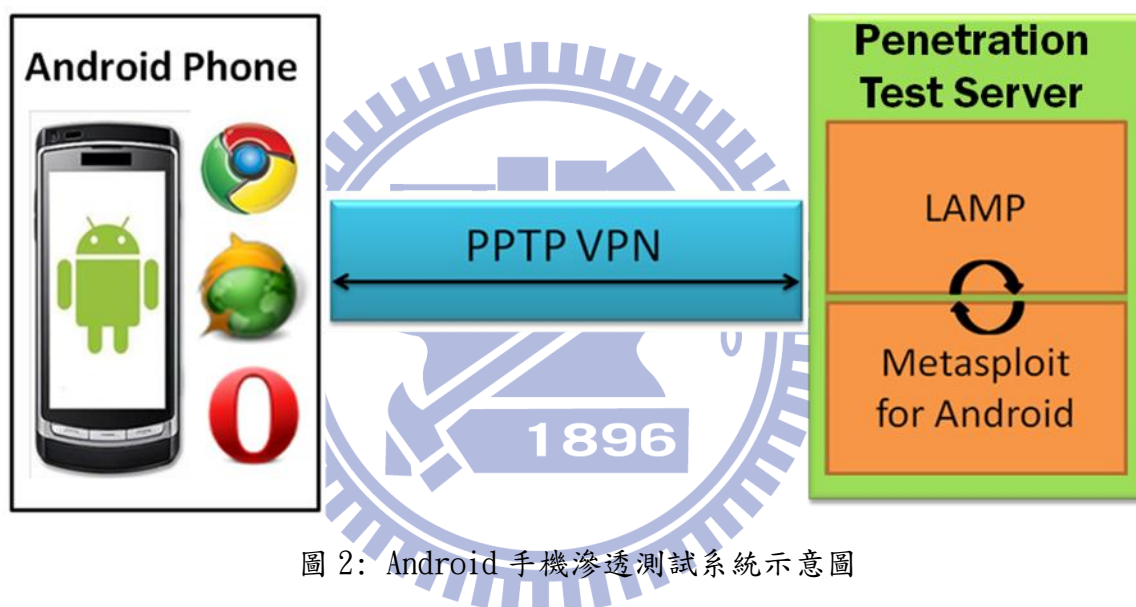 Android Phone
PPTP VPN
Penetration
Test Server
LAMP
Metasploit
for Android
1896
圖 2: Android 手機滲透測試系統示意圖